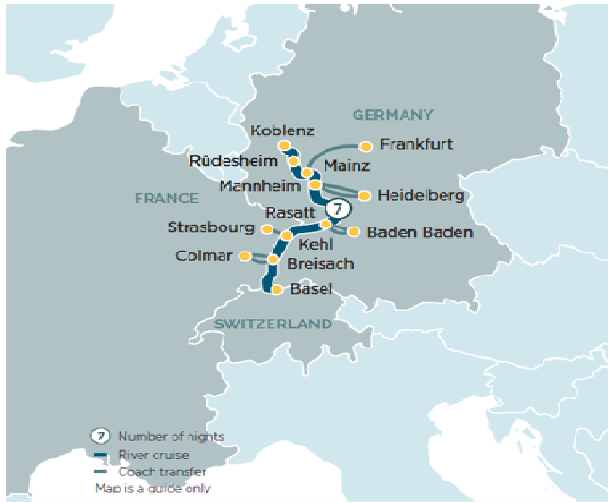 GERMANY
Koblenz
Frankfurt
Rüdesheim
Mainz
Mannheim
Heidelberg
FRANCE
7
Rasatt
Strasbourg
Baden Baden
Kehl
Colmar
Breisach
Basel
SWITZERLAND
7 Number of nights
River cruise
Coach transfer
Map is a guide only